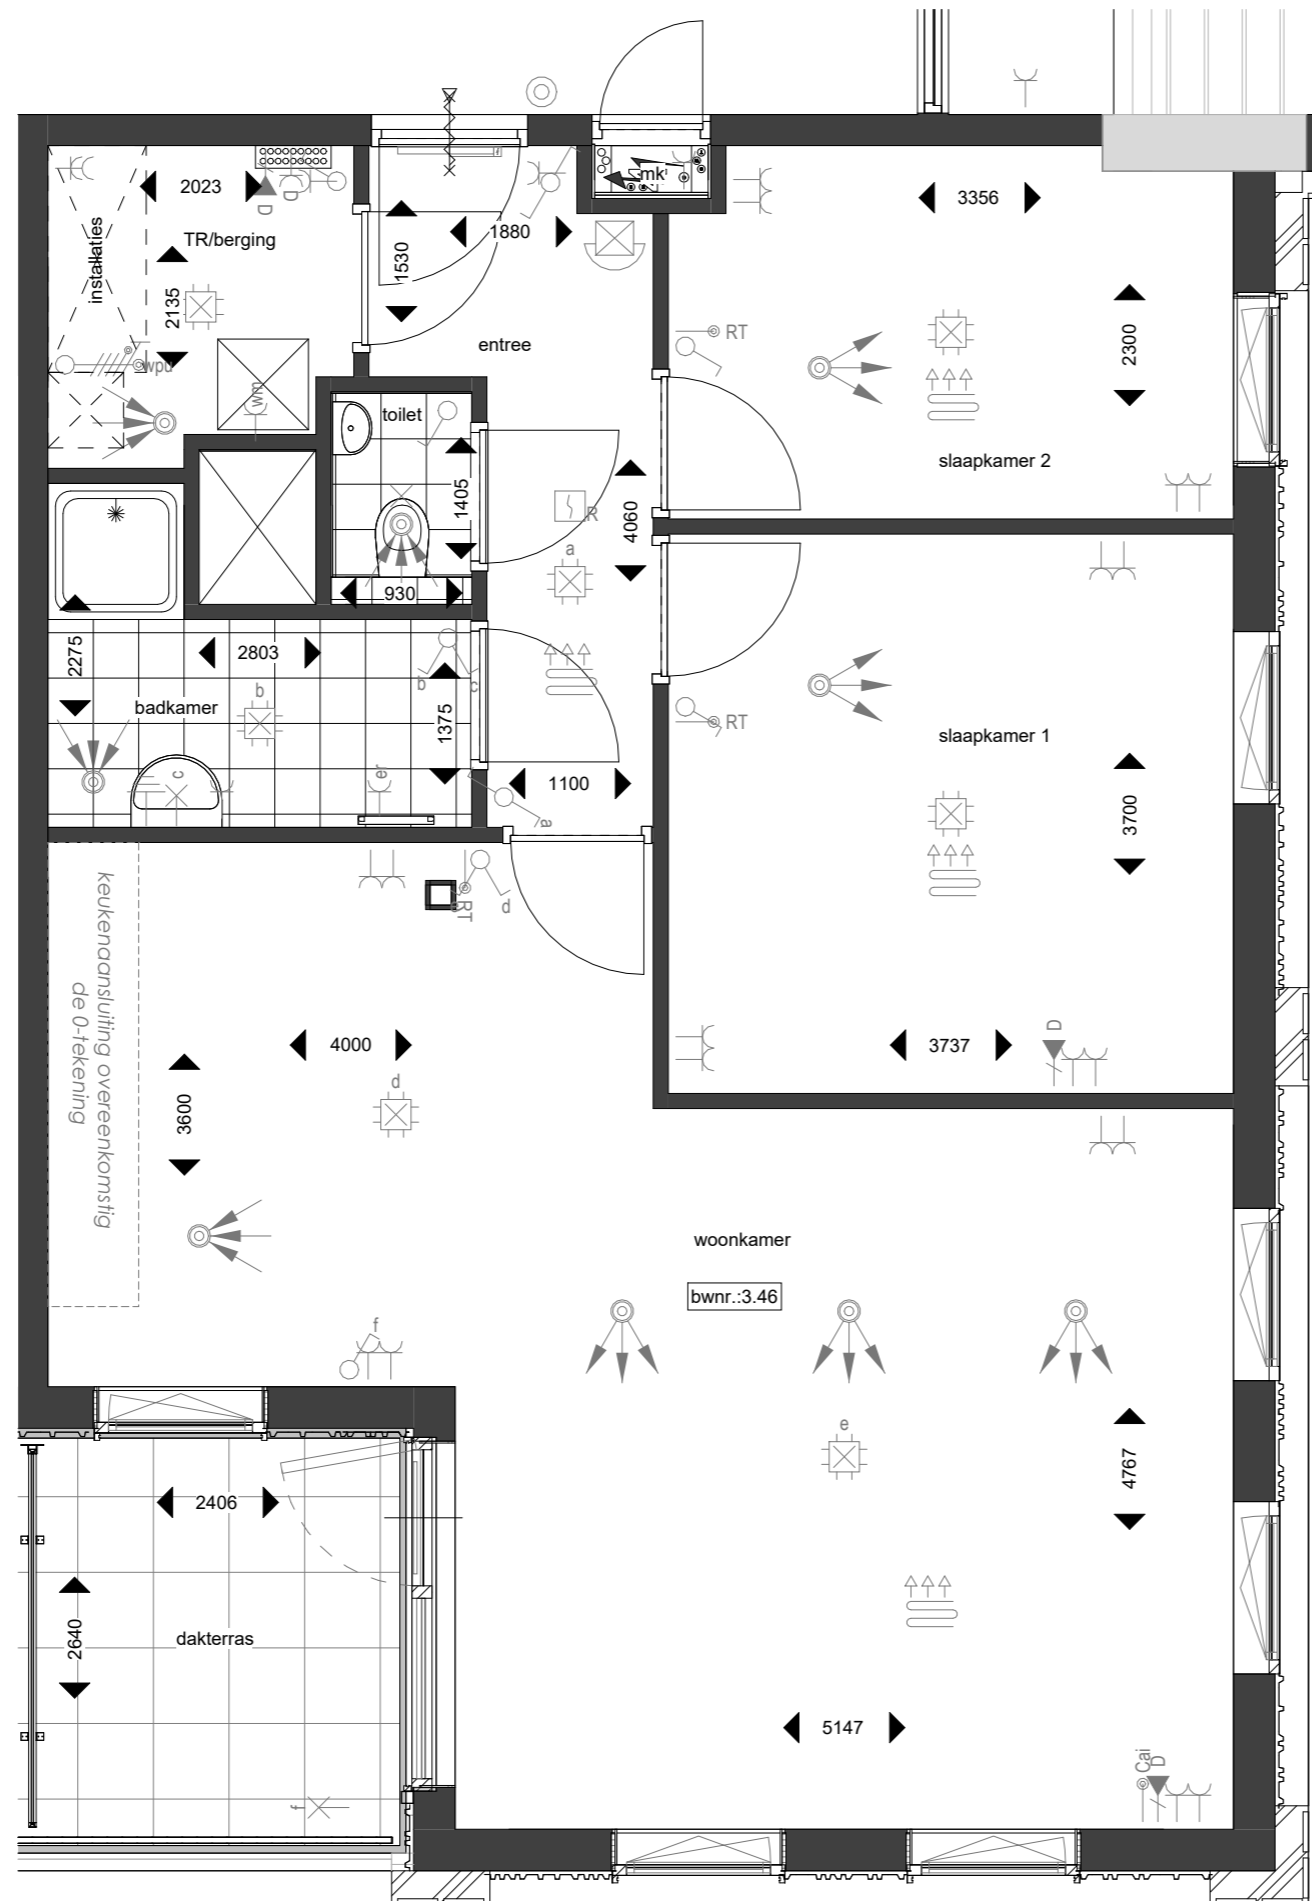 mk
2023
3356
TR/berging
1880
1530
installaties
D
D
2135
RT
2300
entree
wpd
wm
toilet
slaapkamer 2
1405
4060
R
a
930
2275
2803
b
c
RT
badkamer
b
1375
slaapkamer 1
c
er
1100
a
3700
keukenaansluiting overeenkomstig
de 0-tekening
RT
d
4000
3737
D
d
3600
woonkamer
bwnr.:3.46
f
e
4767
2406
2640
dakterras
5147
Cai
D
f